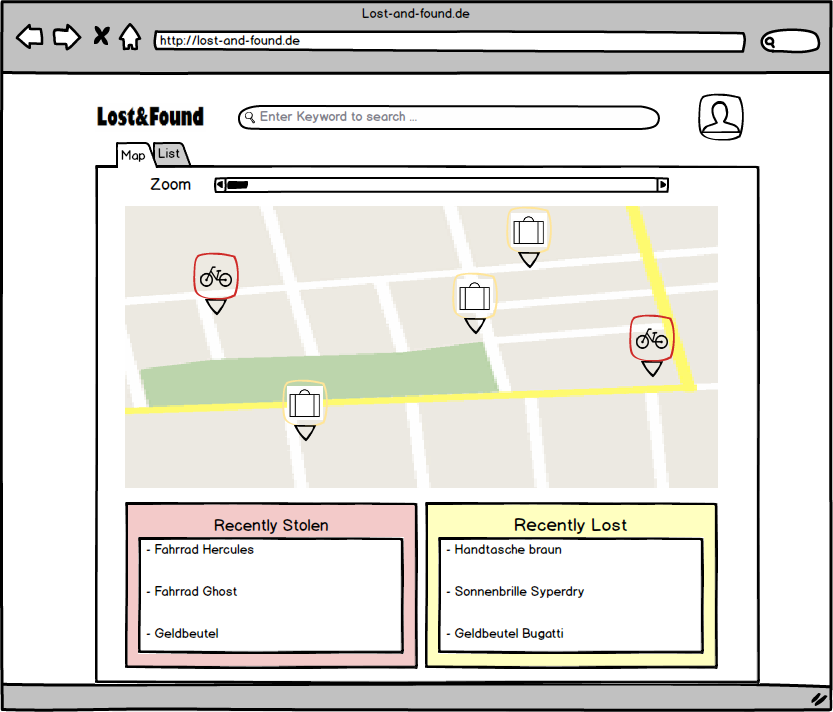 Lost-and-found.de
http://lost-and-found.de
Lost&Found
Enter Keyword to search ...
Map
List
Zoom
Recently Stolen
- Fahrrad Hercules
- Fahrrad Ghost
- Geldbeutel
Recently Lost
- Handtasche braun
- Sonnenbrille Syperdry
- Geldbeutel Bugatti